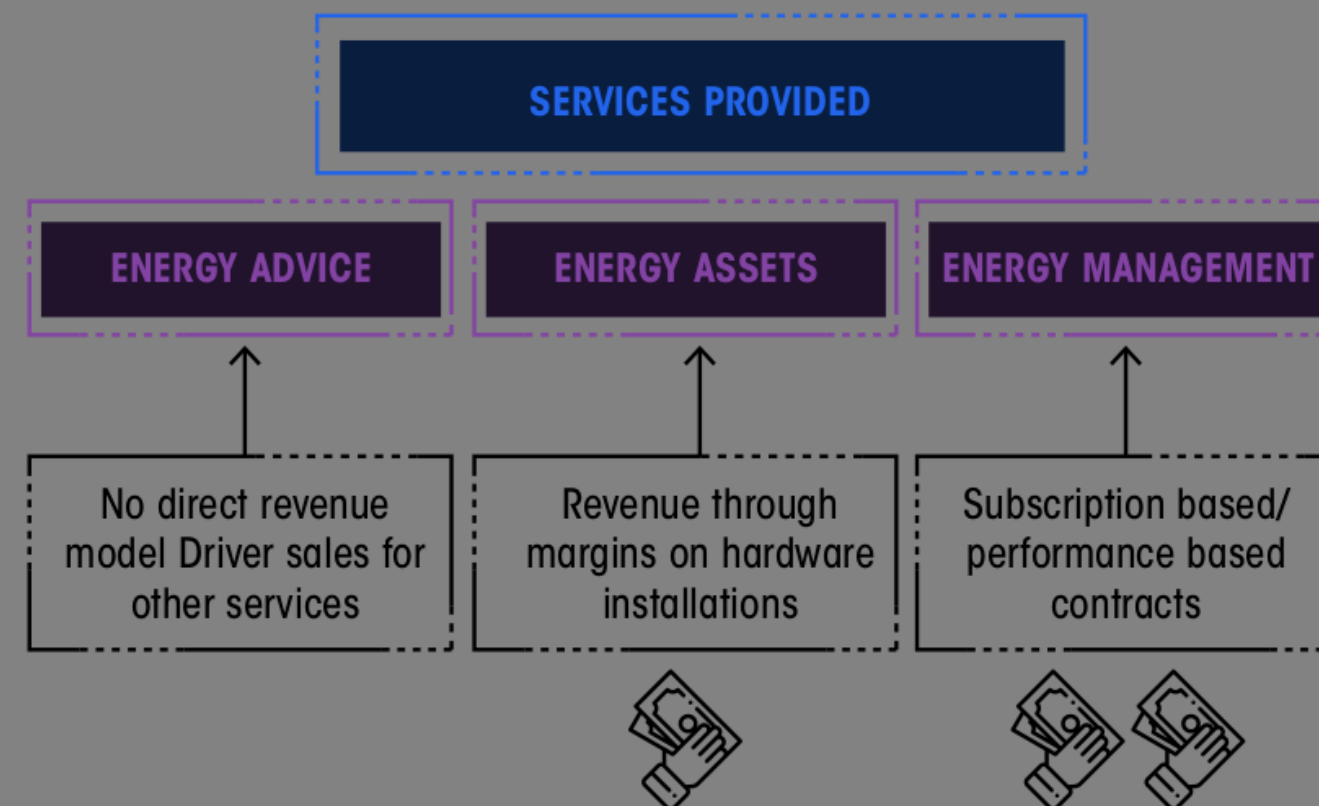 SERVICES PROVIDED
ENERGY ADVICE
ENERGY ASSETS
ENERGY MANAGEMENT
No direct revenue
model Driver sales for
other services
Revenue through
margins on hardware
installations
Subscription based/
performance based
contracts